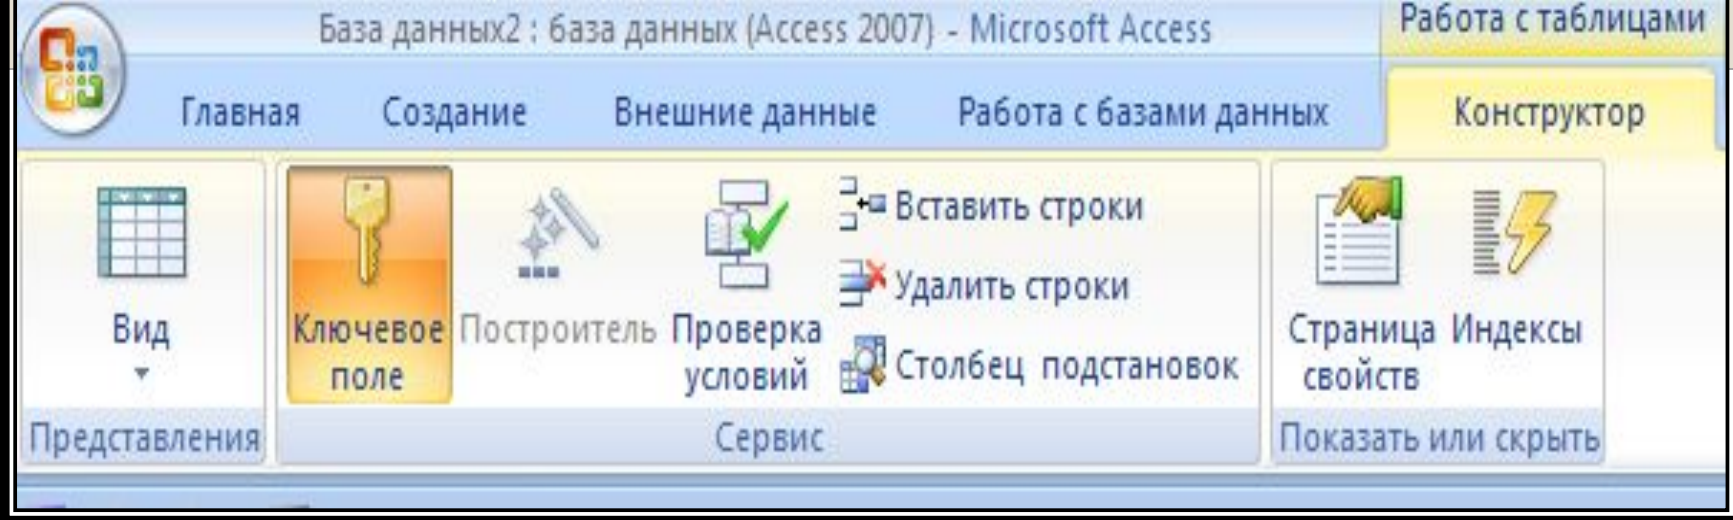 База данных2 : база данных (Access 2007) - Microsoft Access
Работа с таблицами
Главная
Создание
Внешние данные
Работа с базами данных
Конструктор
Вид
Ключевое
поле
Построитель
Проверка
условий
Вставить строки
Удалить строки
Столбец подстановок
Страница
свойств
Индексы
Представления
Сервис
Показать или скрыть